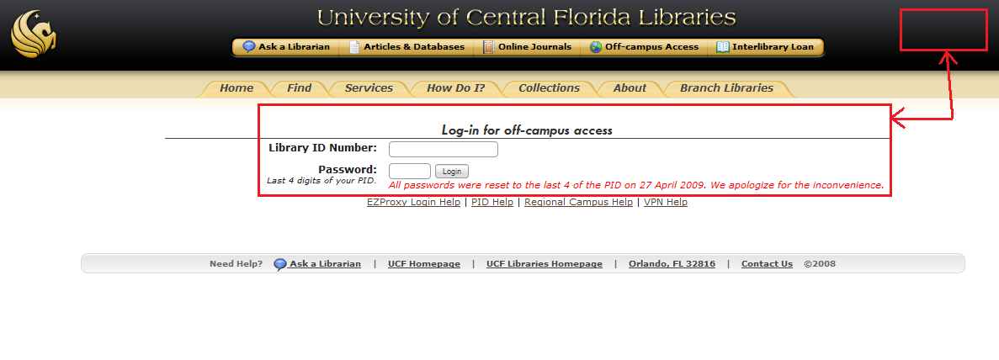 University of Central Florida Libraries
Ask a Librarian Articles & Databases Online Journals Off-campus Access Interlibrary Loan
Home Find Services How Do I? Collections About Branch Libraries
Log-in for off-campus access
Library ID Number:
Password: Login
Last 4 digits of your PID.
All passwords were reset to the last 4 of the PID on 27 April 2009. We apologize for the inconvenience.
EZProxy Login Help | PID Help | Regional Campus Help | VPN Help
Need Help? Ask a Librarian | UCF Homepage | UCF Libraries Homepage | Orlando, FL 32816 | Contact Us ©2008